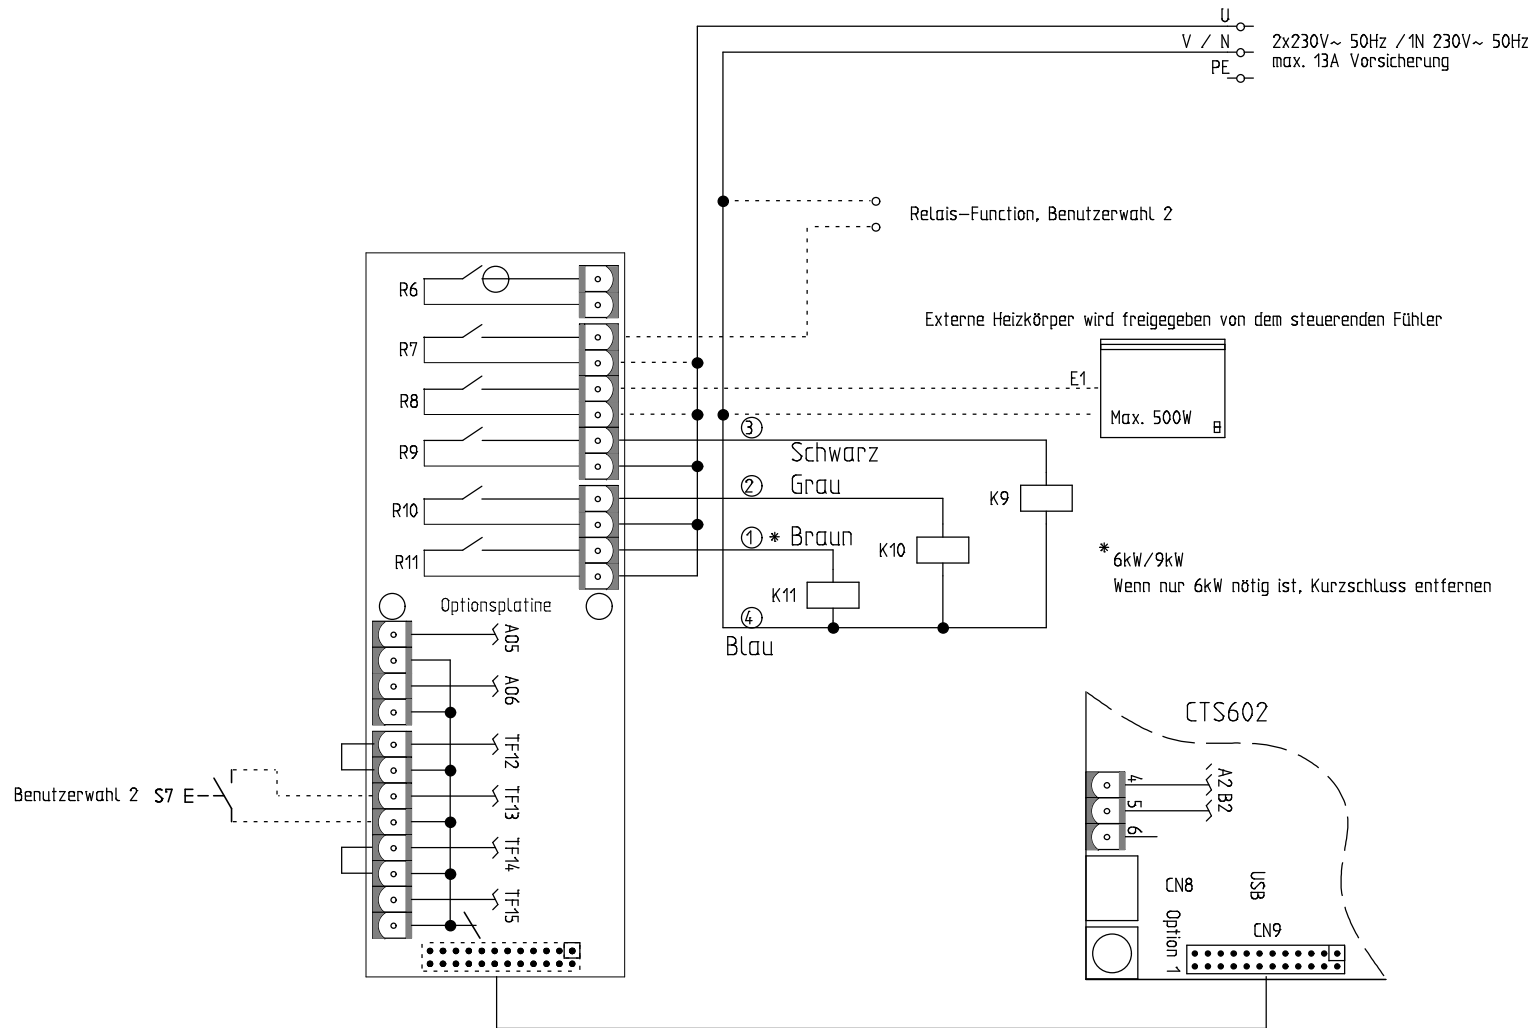 U
V / N
2x230V~ 50Hz / 1N 230V~ 50Hz
PE
max. 13A Vorsicherung
Relais-Function, Benutzerwahl 2
R6
Externe Heizkörper wird freigegeben von dem steuerenden Fühler
R7
E1
R8
Max. 500W
3
R9
Schwarz
2
Grau
K9
R10
1
* Braun
K10
* 6kW/9kW
R11
Wenn nur 6kW nötig ist, Kurzschluss entfernen
K11
Optionsplatine
4
Blau
AO5
AO6
CTS602
TF12
4
A2
Benutzerwahl 2
S7
E
TF13
5
B2
6
TF14
CN8
USB
TF15
Option 1
CN9